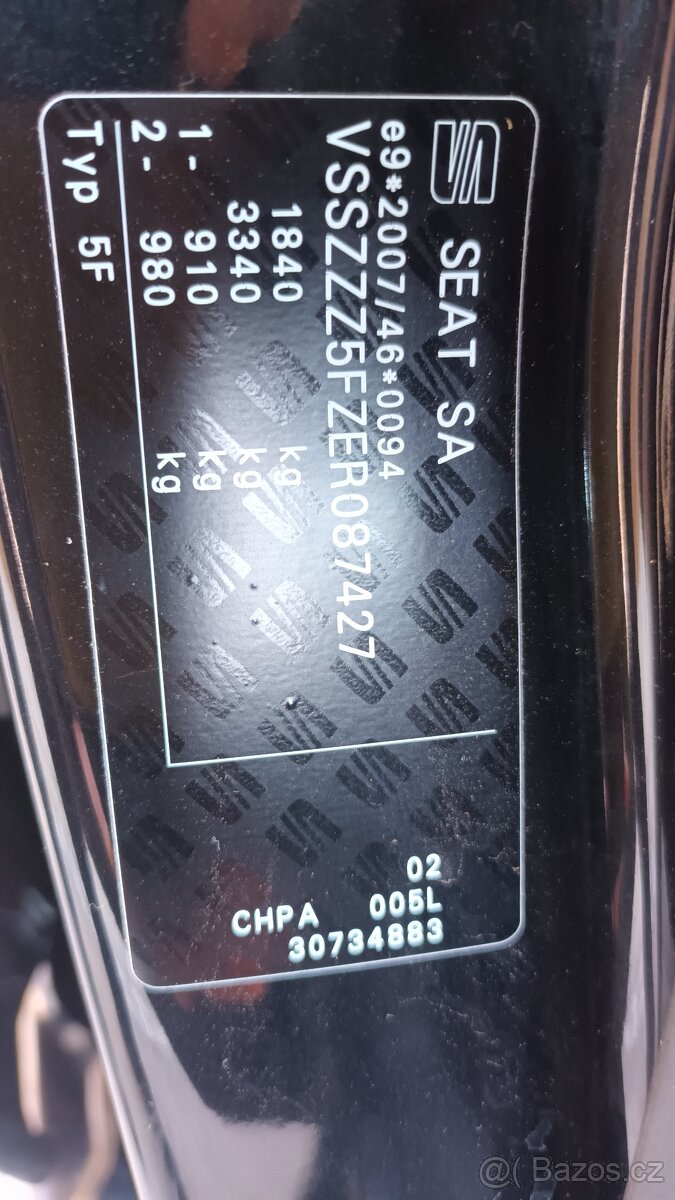 SEAT SA
e9*2007/46*0094
VSSZZZ5FZER087427
1840 kg
3340 kg
1- 910 kg
2- 980 kg
Typ 5F
02
CHPA 005L
30734883
@( Bazos.cz